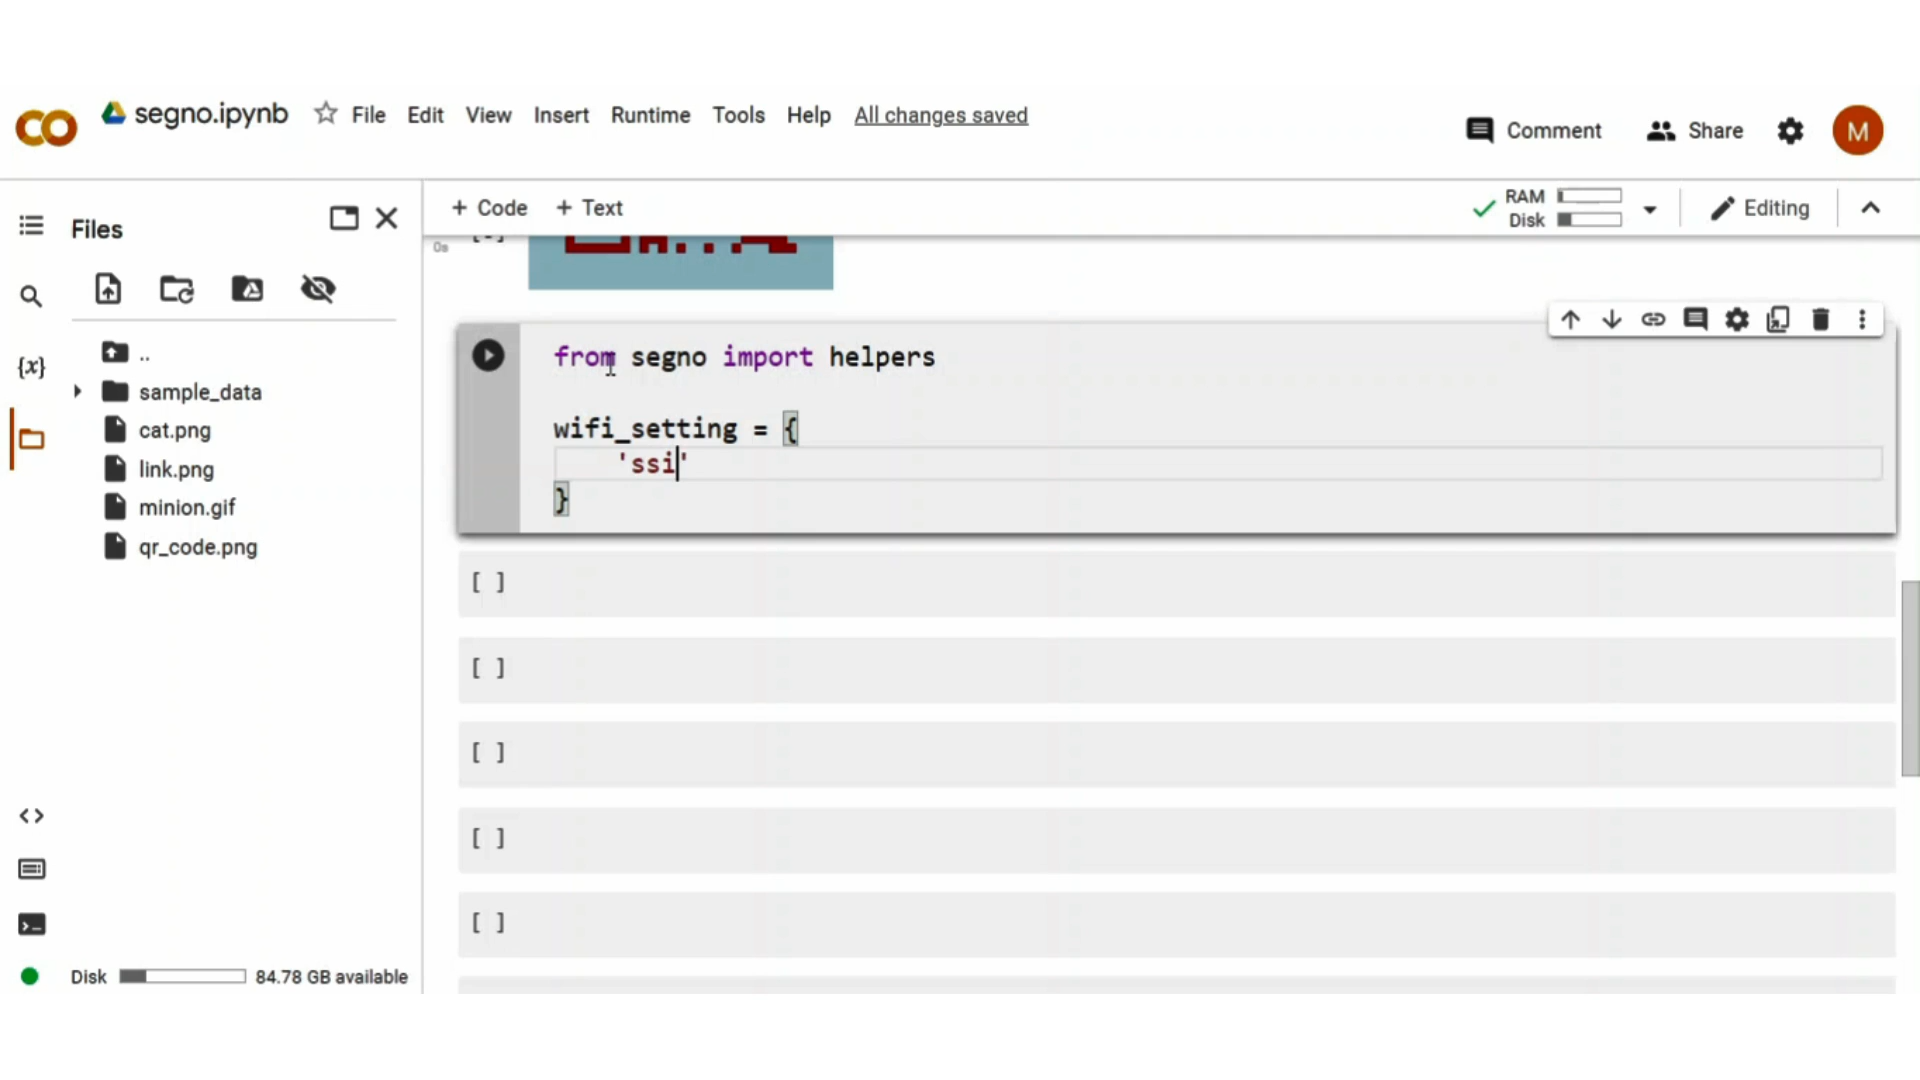 segno.ipynb File Edit View Insert Runtime Tools Help All changes saved
Comment Share M
Files
+ Code + Text
RAM
Disk
Editing
..
sample_data
cat.png
link.png
minion.gif
qr_code.png
{x}
0s
from segno import helpers
wifi_setting = {
'ssi'
}
[ ]
[ ]
[ ]
[ ]
[ ]
Disk 84.78 GB available